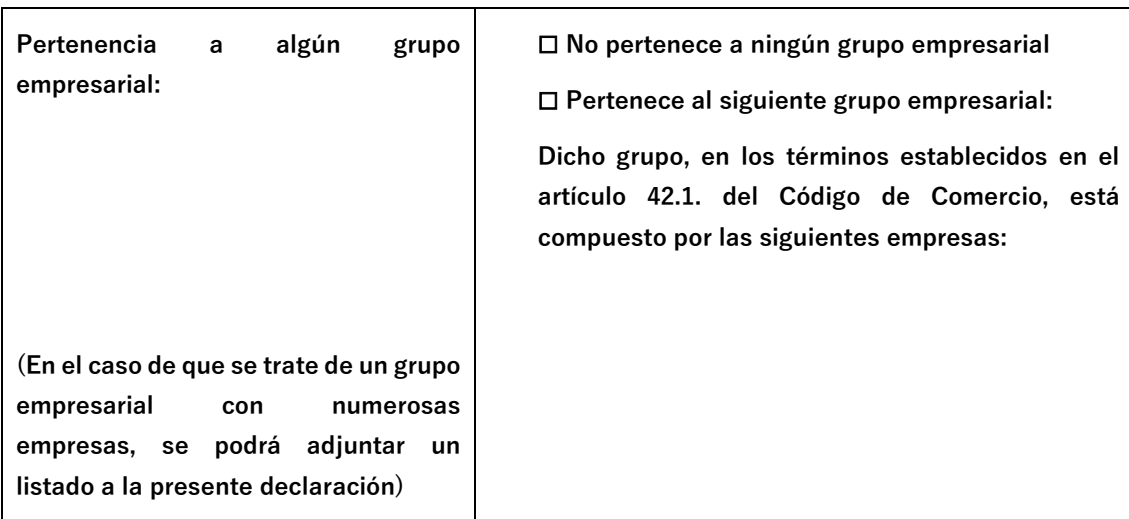 Pertenencia a algún grupo
empresarial:
(En el caso de que se trate de un grupo
empresarial con numerosas
empresas, se podrá adjuntar un
listado a la presente declaración)
☐ No pertenece a ningún grupo empresarial
☐ Pertenece al siguiente grupo empresarial:
Dicho grupo, en los términos establecidos en el
artículo 42.1. del Código de Comercio, está
compuesto por las siguientes empresas: